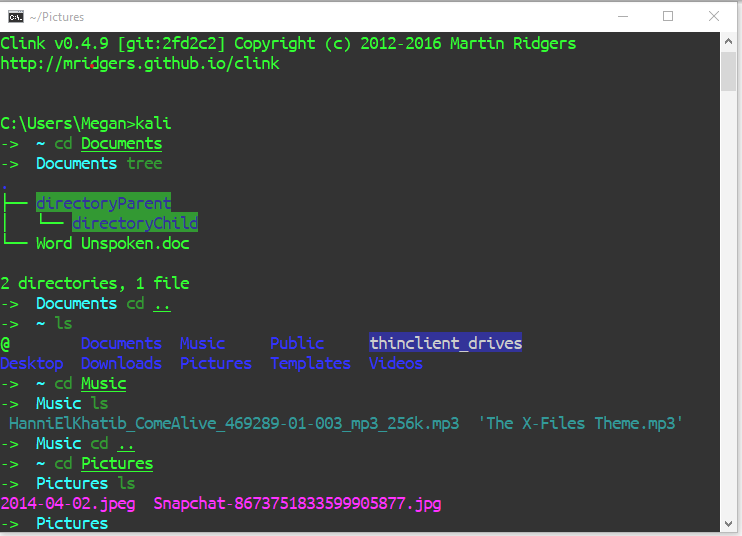 ~/Pictures
Clink v0.4.9 [git:2fd2c2] Copyright (c) 2012-2016 Martin Ridgers
http://mridgers.github.io/clink
C:\Users\Megan>kali
-> ~ cd Documents
-> Documents tree
.
├── directoryParent
│   └── directoryChild
└── Word Unspoken.doc
2 directories, 1 file
-> Documents cd ..
-> ~ ls
@ Documents Music Public thinclient_drives
Desktop Downloads Pictures Templates Videos
-> ~ cd Music
-> Music ls
HanniElKhatib_ComeAlive_469289-01-003_mp3_256k.mp3 'The X-Files Theme.mp3'
-> Music cd ..
-> ~ cd Pictures
-> Pictures ls
2014-04-02.jpeg Snapchat-8673751833599905877.jpg
-> Pictures